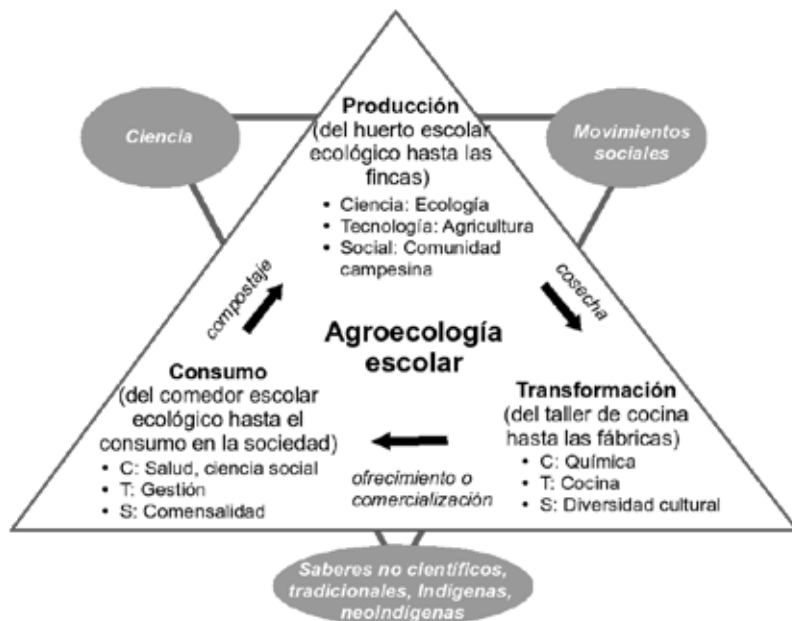 Ciencia
Producción
(del huerto escolar
ecológico hasta las
fincas)
• Ciencia: Ecología
• Tecnología: Agricultura
• Social: Comunidad
campesina
Movimientos
sociales
compostaje
cosecha
Agroecología
escolar
Consumo
(del comedor escolar
ecológico hasta el
consumo en la sociedad)
• C: Salud, ciencia social
• T: Gestión
• S: Comensalidad
ofrecimiento o
comercialización
Transformación
(del taller de cocina
hasta las fábricas)
• C: Química
• T: Cocina
• S: Diversidad cultural
Saberes no científicos,
tradicionales, Indígenas,
neoIndígenas